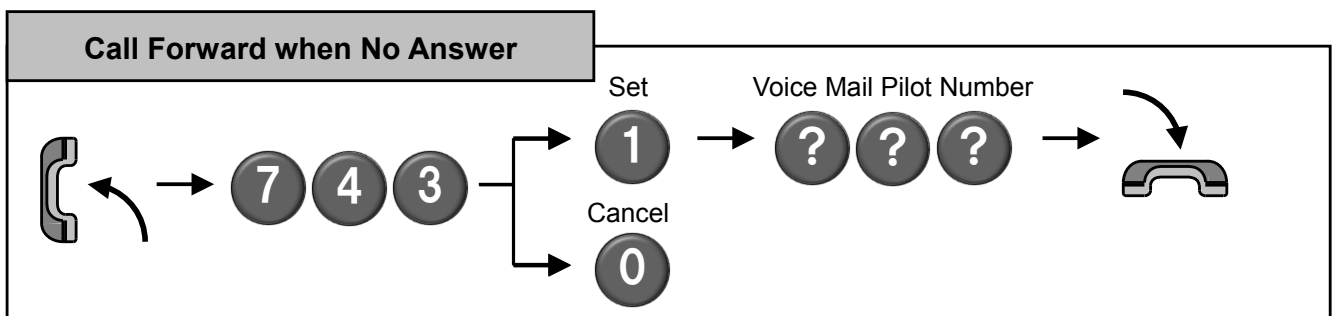 Call Forward when No Answer
Set
Voice Mail Pilot Number
7 4 3
1
? ? ?
Cancel
0